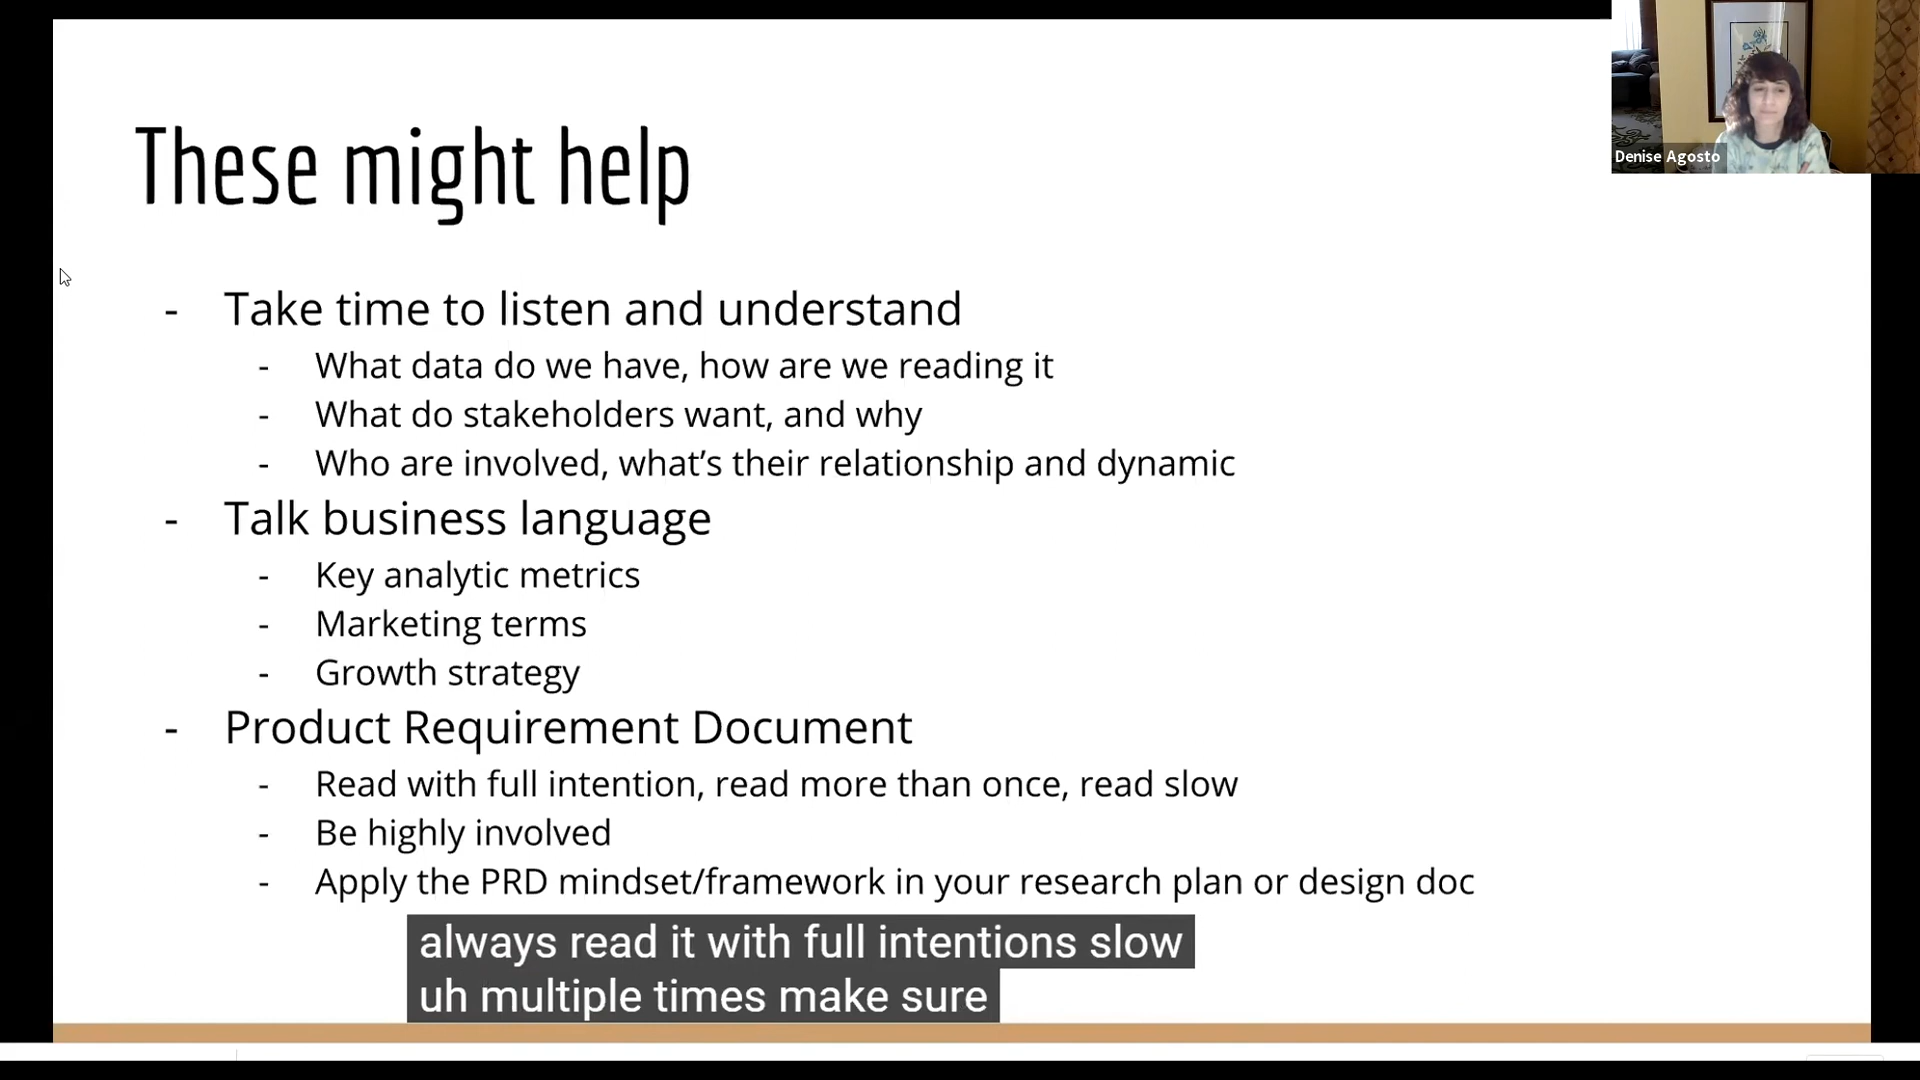 These might help
Denise Agosto
- Take time to listen and understand
- What data do we have, how are we reading it
- What do stakeholders want, and why
- Who are involved, what’s their relationship and dynamic
- Talk business language
- Key analytic metrics
- Marketing terms
- Growth strategy
- Product Requirement Document
- Read with full intention, read more than once, read slow
- Be highly involved
- Apply the PRD mindset/framework in your research plan or design doc
always read it with full intentions slow
uh multiple times make sure